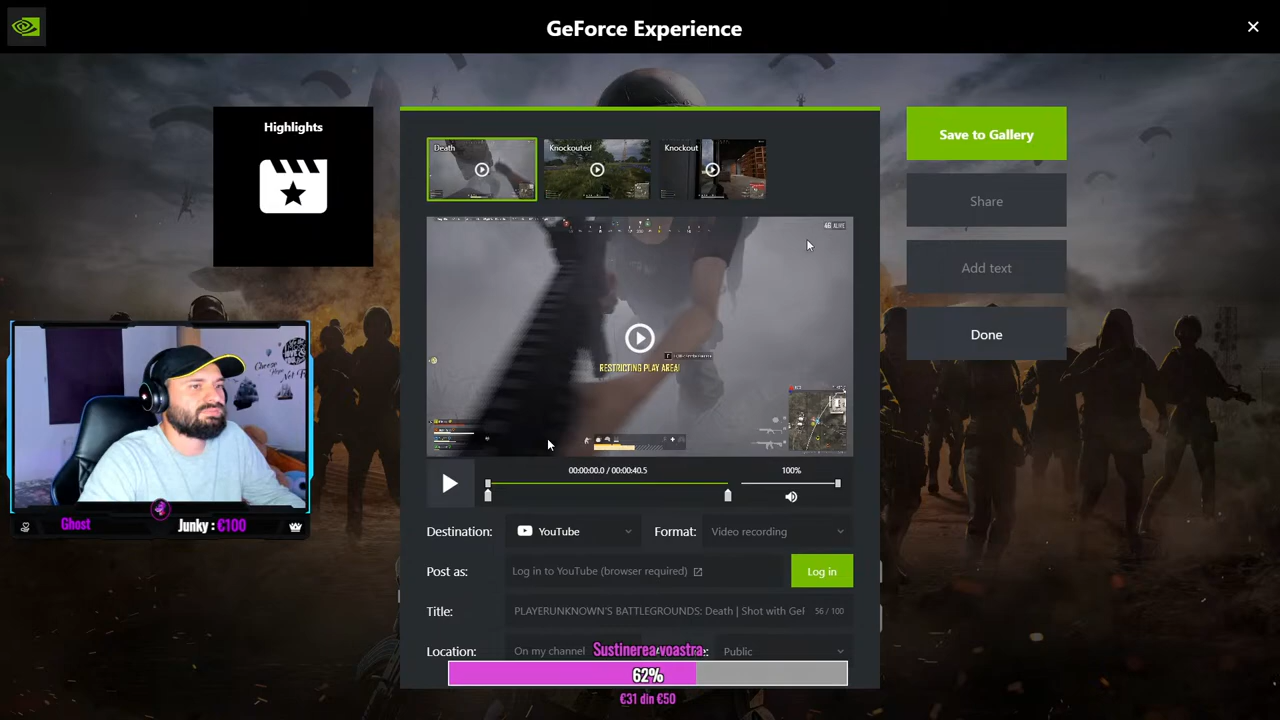 GeForce Experience
Highlights
Death
Knockouted
Knockout
Save to Gallery
Share
Add text
Done
46 ALIVE
RESTRICTING PLAY AREA!
00:00:00.0 / 00:00:40.5
100%
Destination:
YouTube
Format:
Video recording
Post as:
Log in to YouTube (browser required)
Log in
Title:
PLAYERUNKNOWN'S BATTLEGROUNDS: Death | Shot with GeF
56 / 100
Location:
On my channel
Public
Sustinerea voastra
62%
€31 din €50
Ghost
Junky : €100